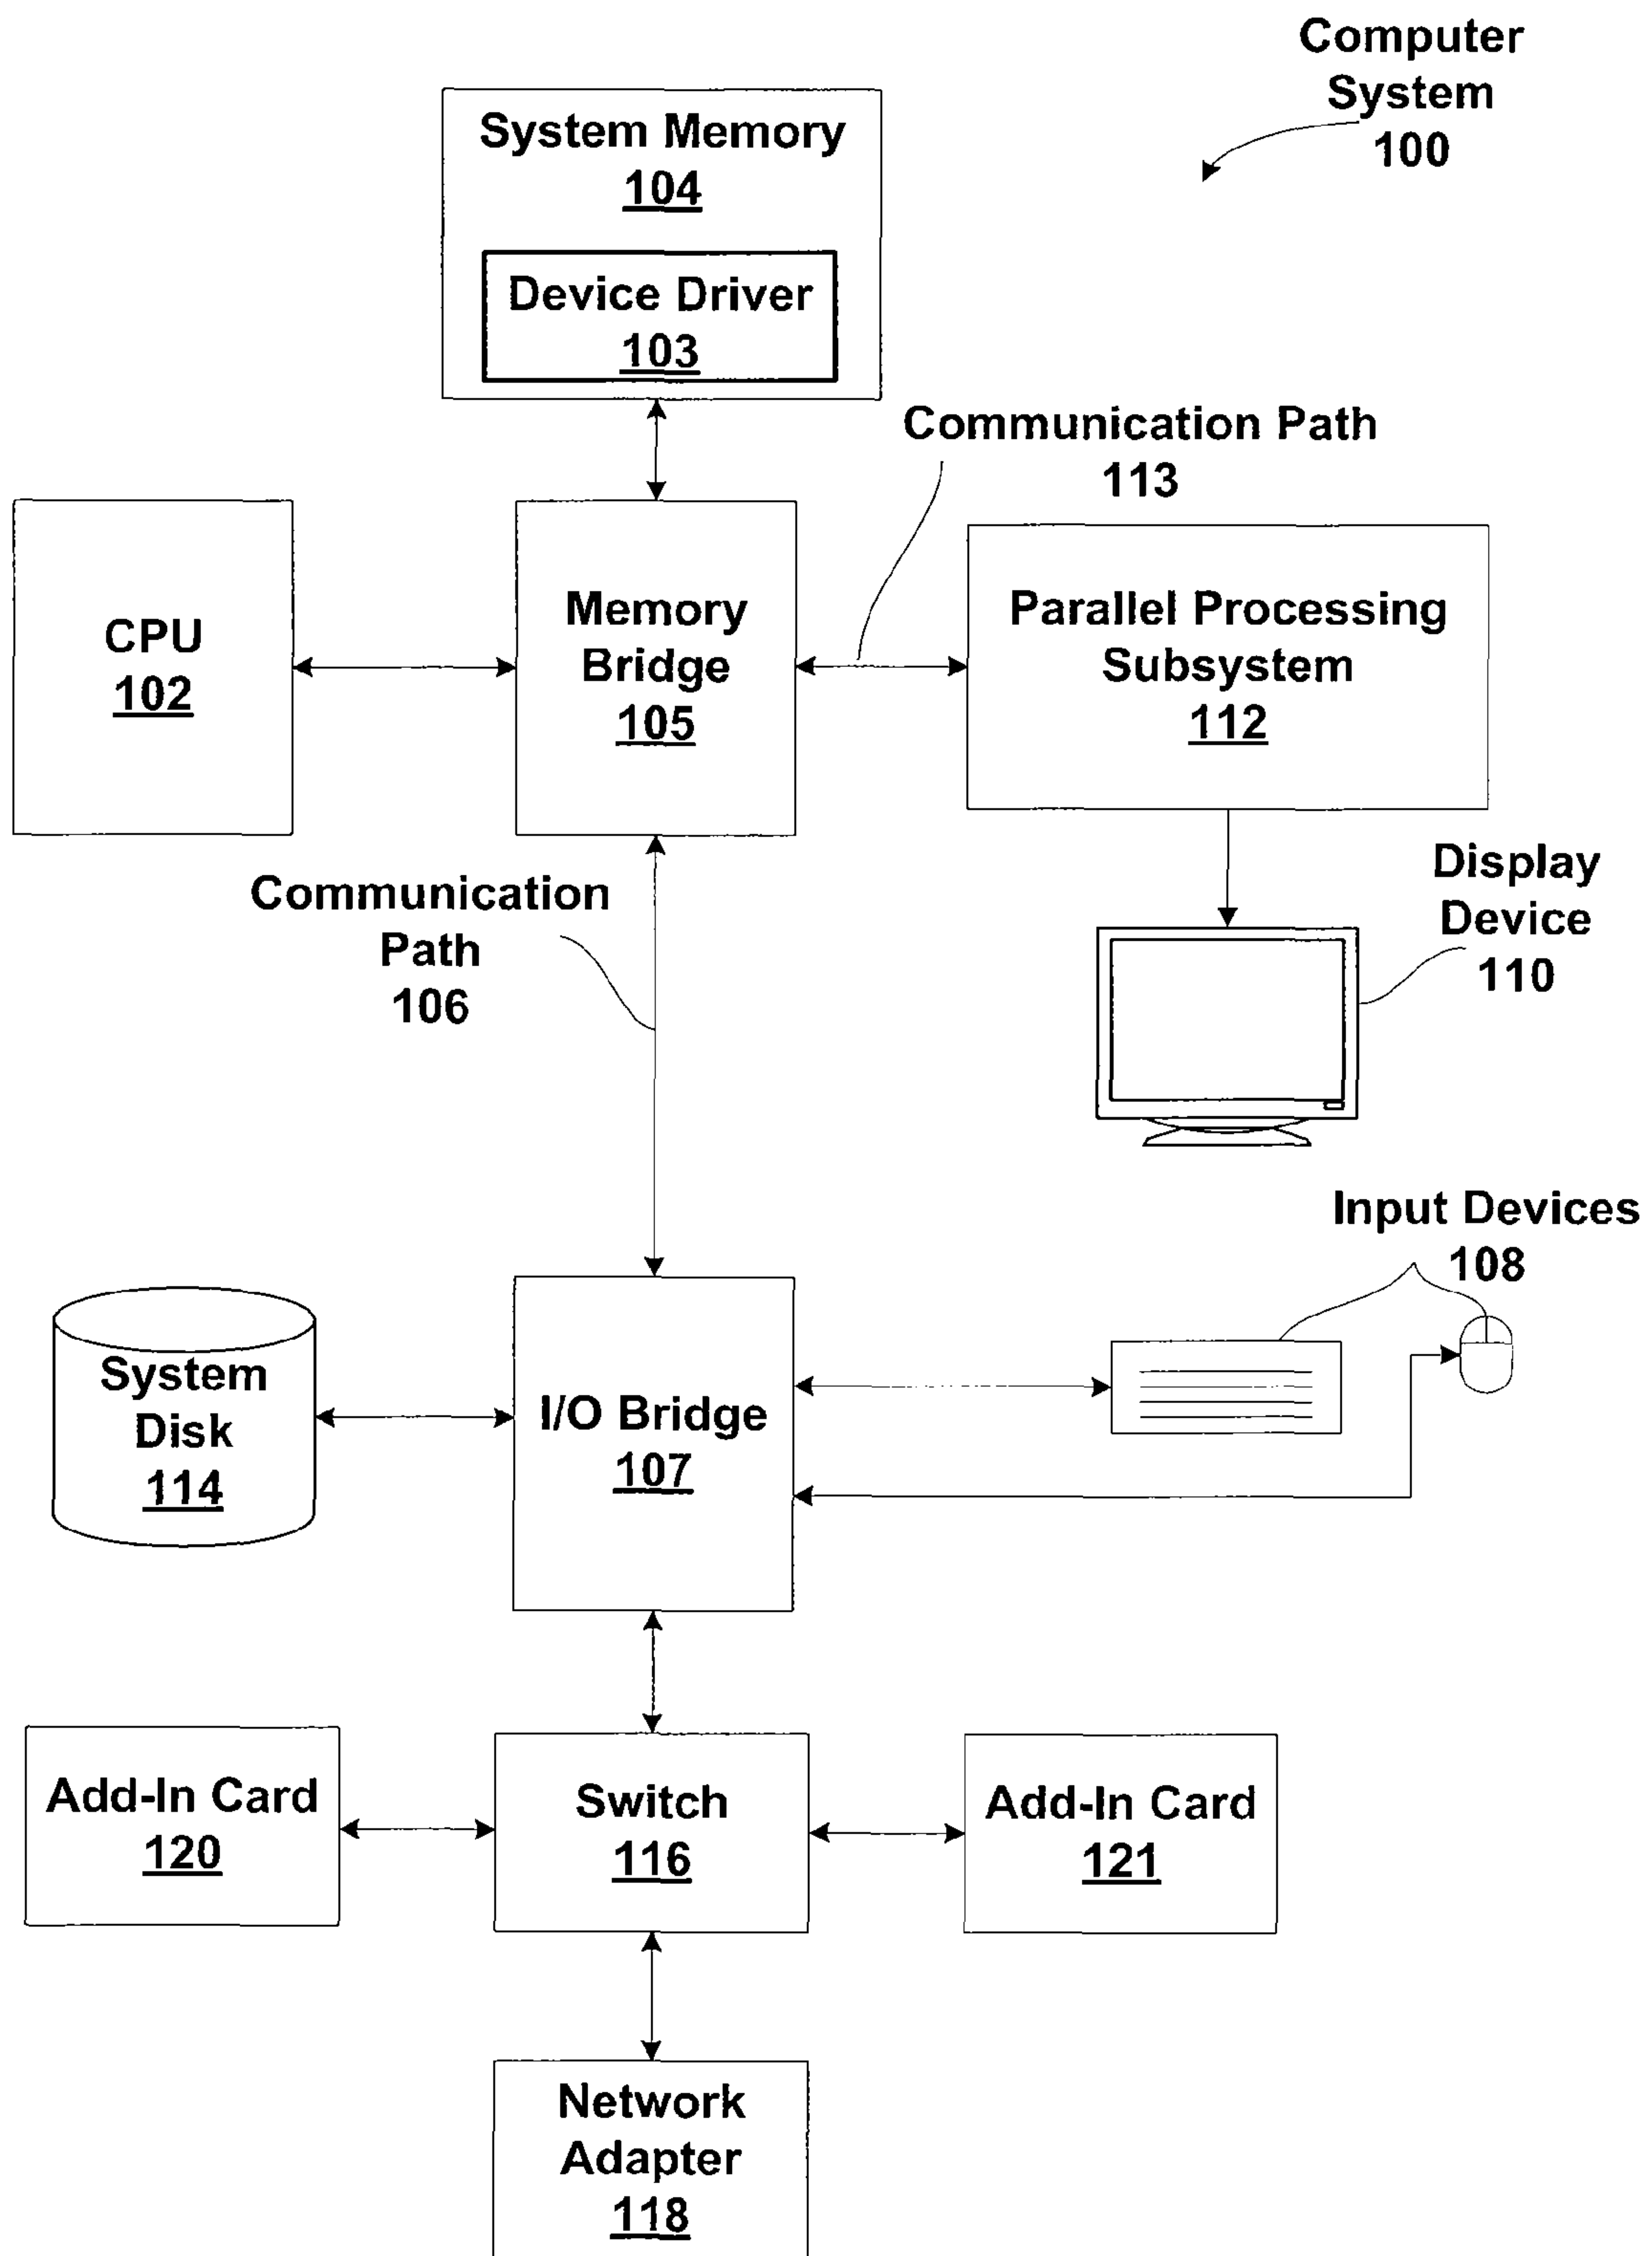 Computer
System
100
System Memory
104
Device Driver
103
Communication Path
113
CPU
102
Memory
Bridge
105
Parallel Processing
Subsystem
112
Communication
Path
106
Display
Device
110
Input Devices
108
System
Disk
114
I/O Bridge
107
Add-In Card
120
Switch
116
Add-In Card
121
Network
Adapter
118